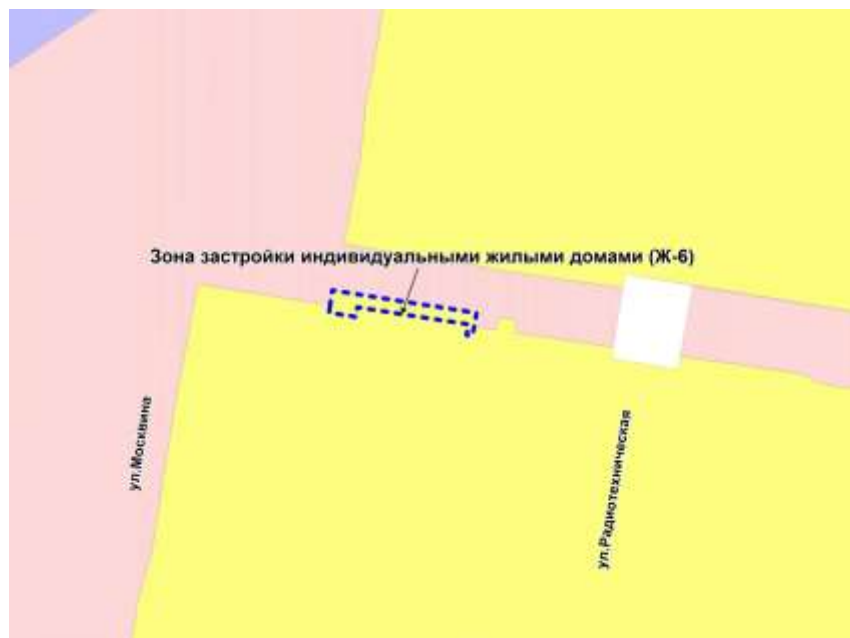 Зона застройки индивидуальными жилыми домами (Ж-6)
ул.Москвина
ул.Радиотехническая